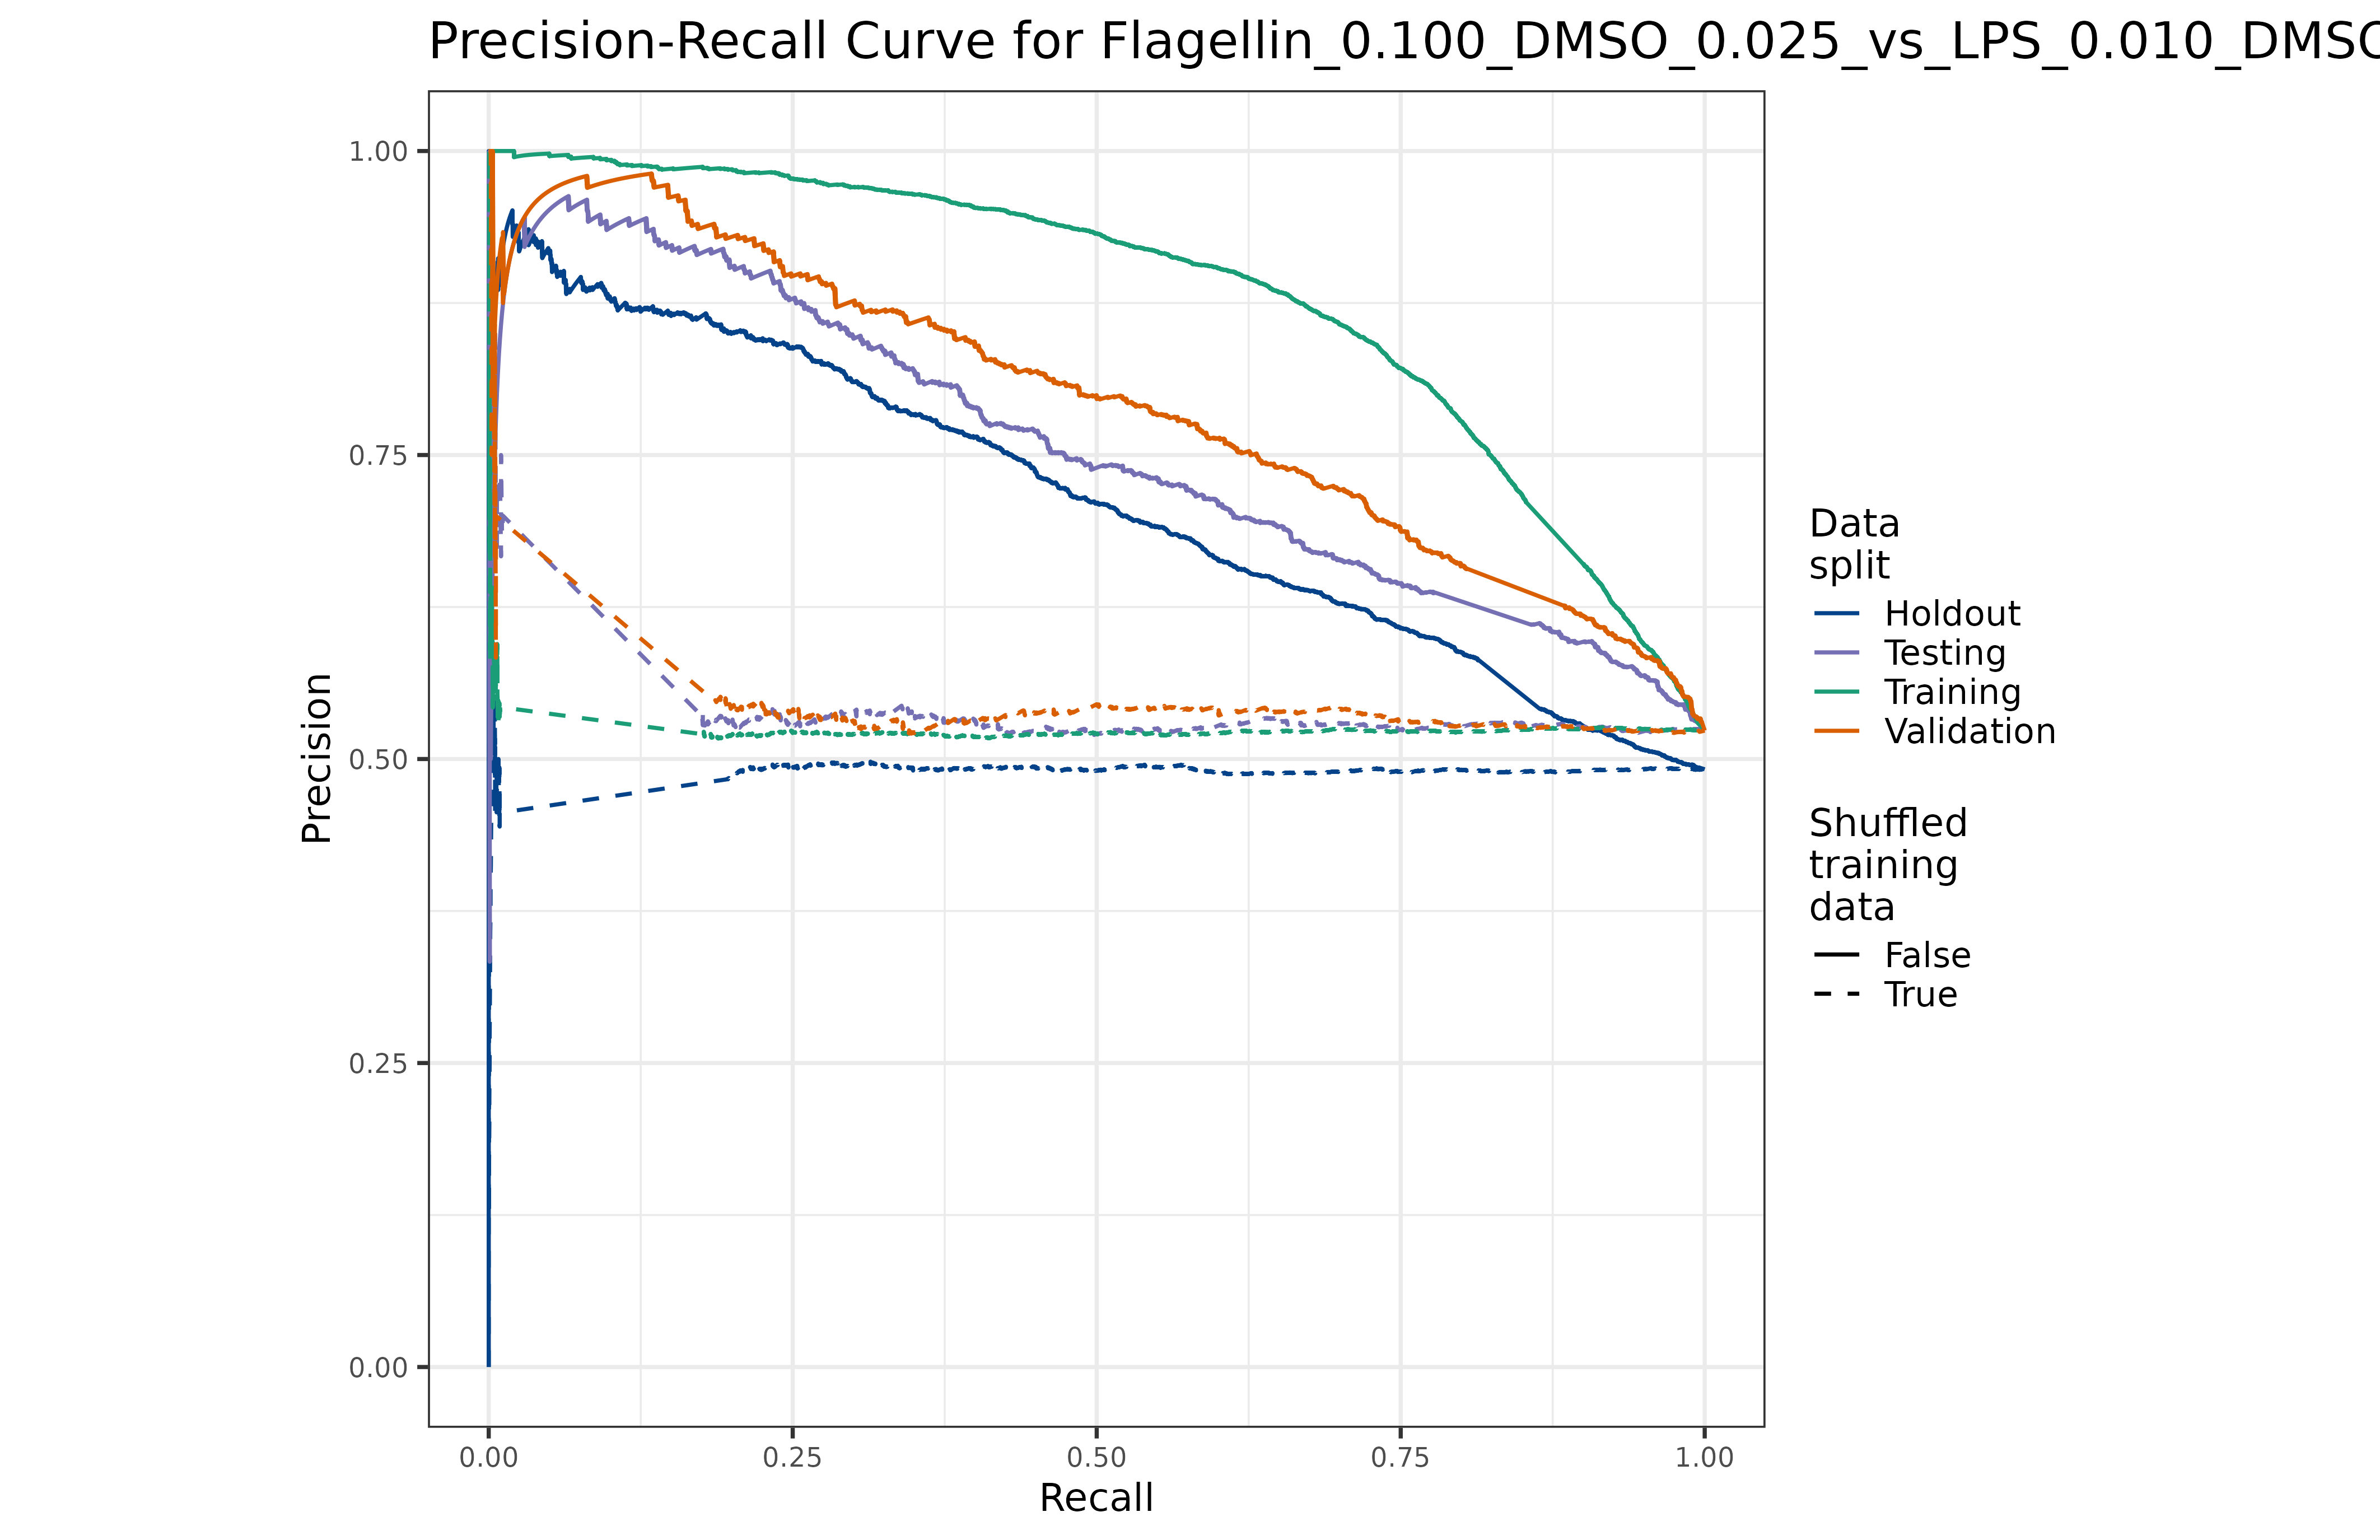 Precision-Recall Curve for Flagellin_0.100_DMSO_0.025_vs_LPS_0.010_DMSO
1.00
0.75
0.50
0.25
0.00
Precision
0.00 0.25 0.50 0.75 1.00
Recall
Data
split
Holdout
Testing
Training
Validation
Shuffled
training
data
False
True